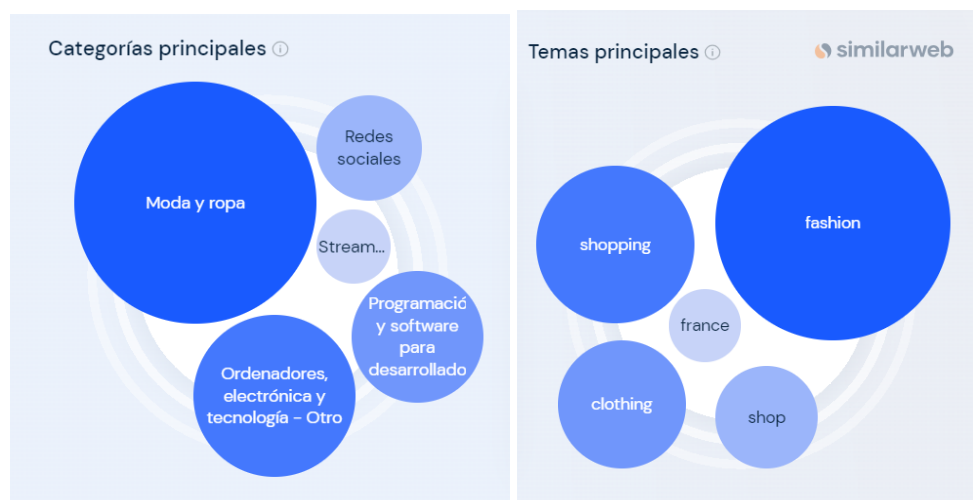 Categorías principales
Redes
sociales
Moda y ropa
Stream...
Programació
y software
para
desarrollado
Ordenadores,
electrónica y
tecnología - Otro
Temas principales
similarweb
fashion
shopping
france
clothing
shop